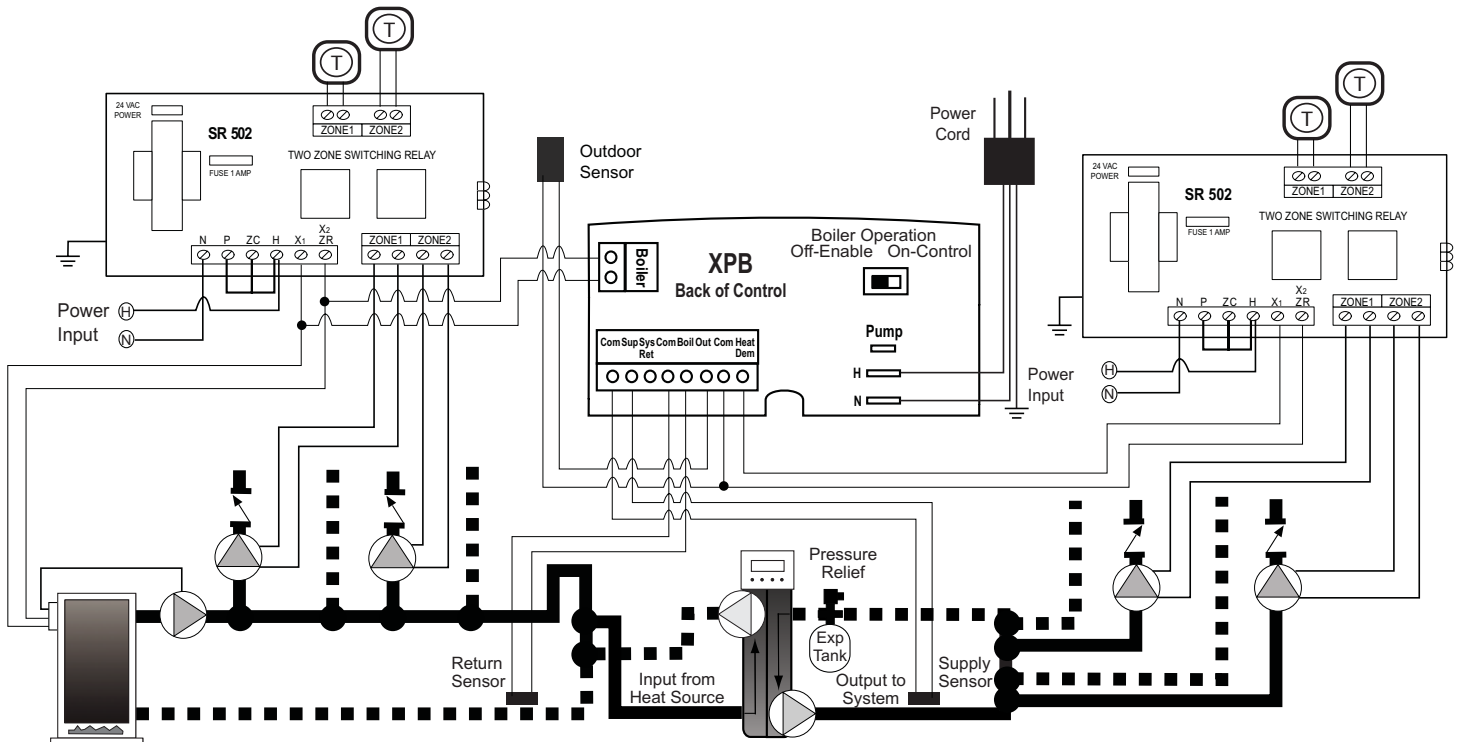 T
T
24 VAC
POWER
SR 502
FUSE 1 AMP
ZONE1 ZONE2
TWO ZONE SWITCHING RELAY
N P ZC H X1 X2
ZR
ZONE1 ZONE2
Power
Input
H
N
Outdoor
Sensor
Power
Cord
Boiler
XPB
Back of Control
Boiler Operation
Off-Enable On-Control
Com Sup Sys Com Boil Out Com Heat
Ret Dem
Pump
H
N
T
T
24 VAC
POWER
SR 502
FUSE 1 AMP
ZONE1 ZONE2
TWO ZONE SWITCHING RELAY
N P ZC H X1 X2
ZR
ZONE1 ZONE2
Power
Input
H
N
Return
Sensor
Input from
Heat Source
Pressure
Relief
Exp
Tank
Output to
System
Supply
Sensor